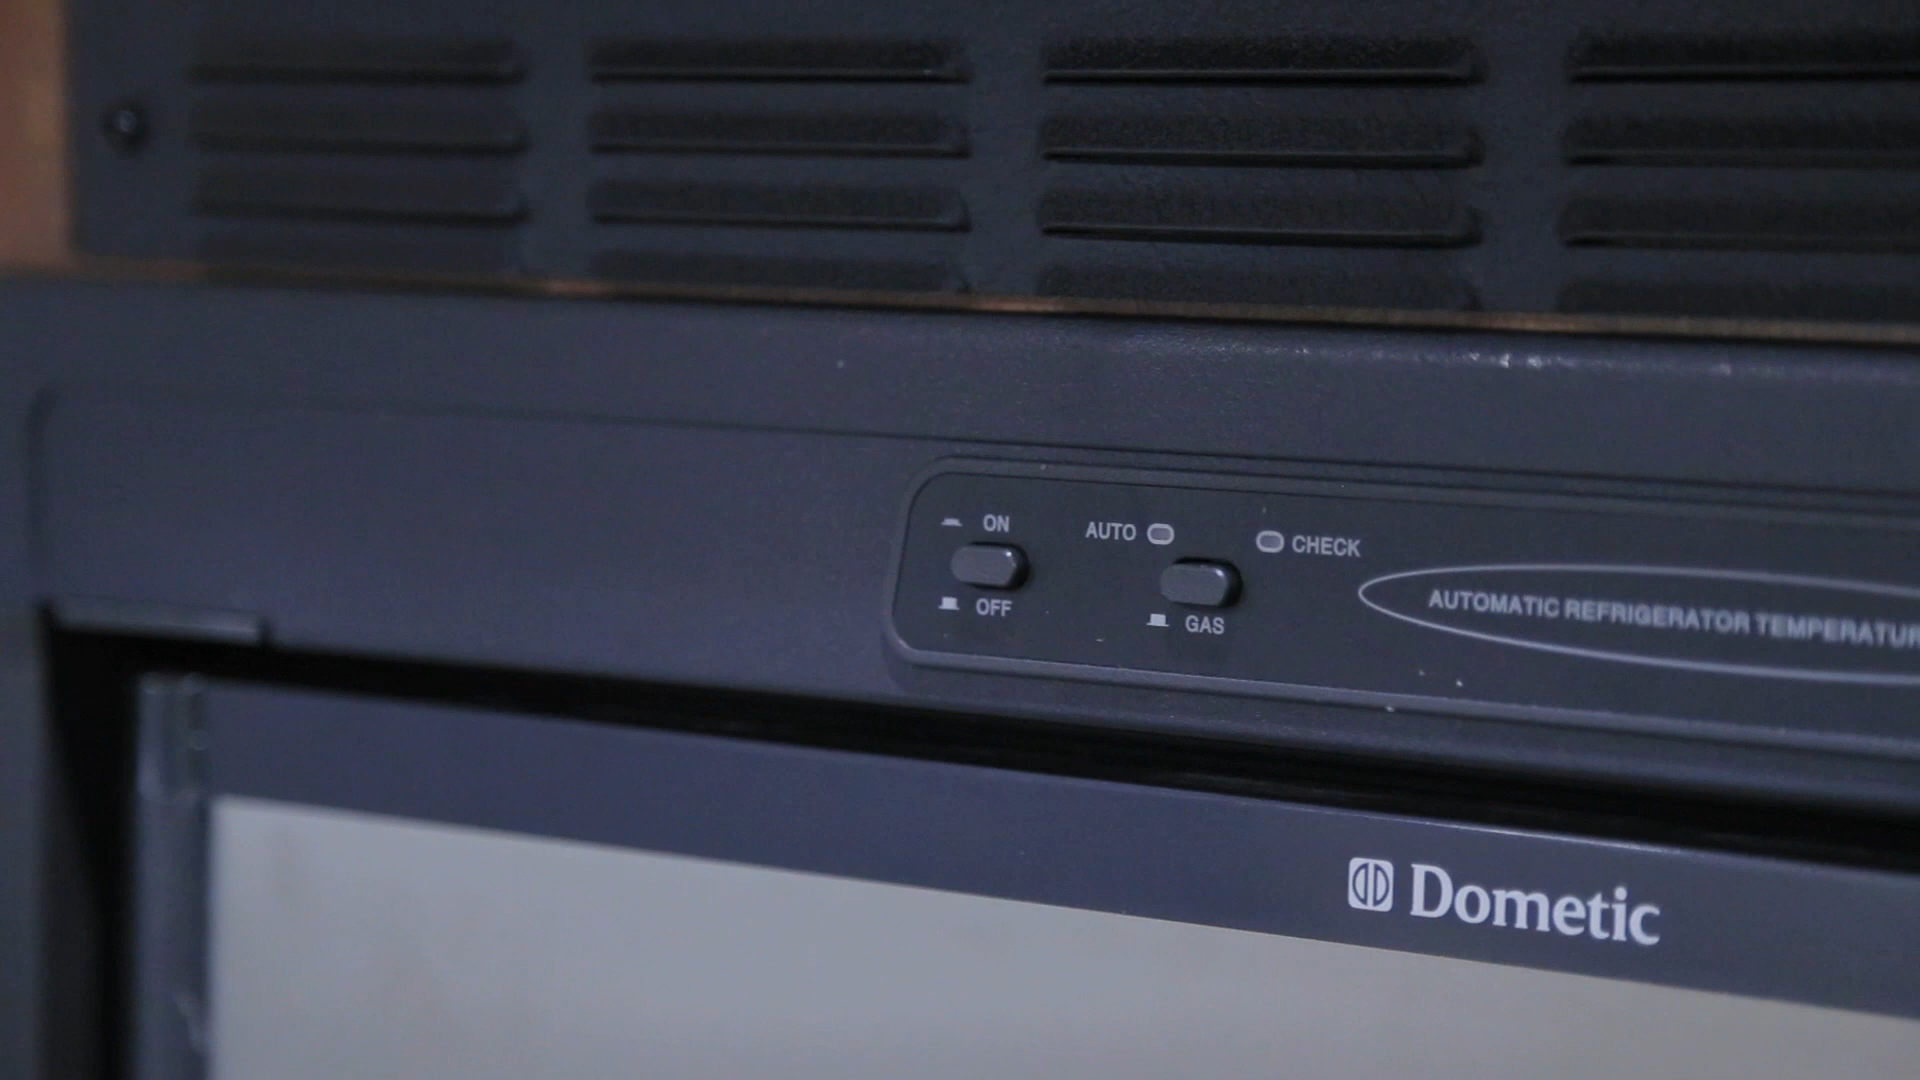 ON
OFF
AUTO
GAS
CHECK
AUTOMATIC REFRIGERATOR
Dometic